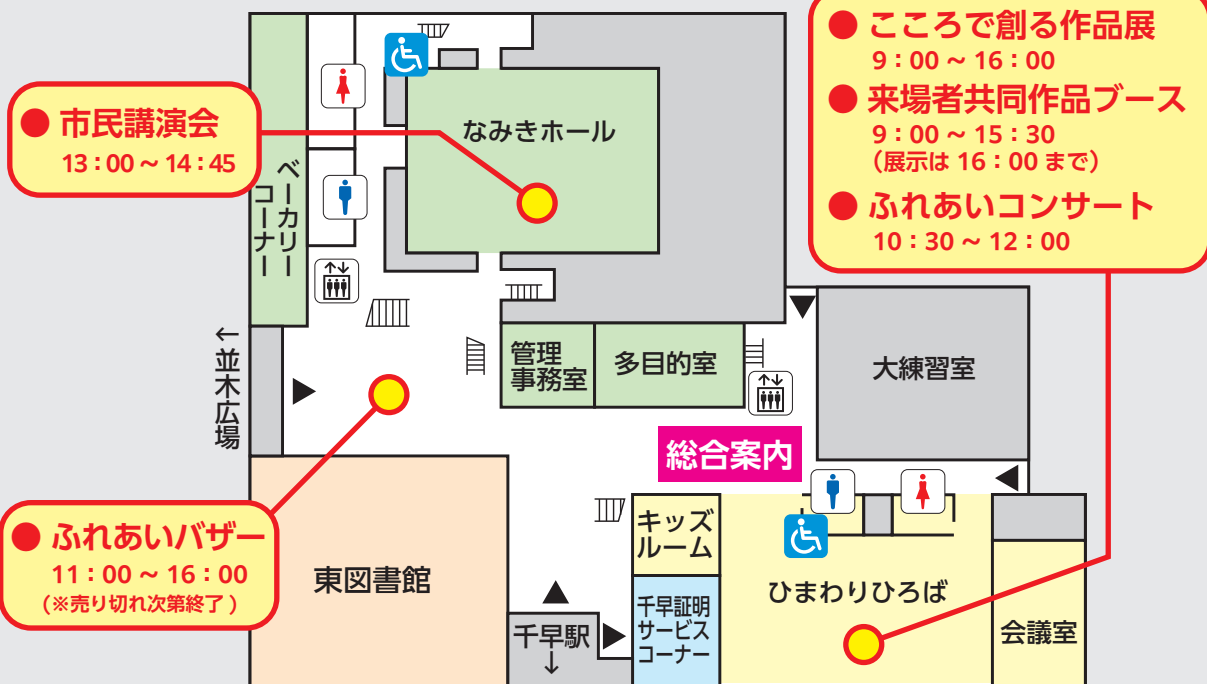 ● 市民講演会
13：00 ～ 14：45
● こころで創る作品展
9：00 ～ 16：00
● 来場者共同作品ブース
9：00 ～ 15：30
（展示は 16：00 まで）
● ふれあいコンサート
10：30 ～ 12：00
なみきホール
ベーカリー
コーナー
←並木広場
管理
事務室
多目的室
大練習室
総合案内
● ふれあいバザー
11：00 ～ 16：00
(※売り切れ次第終了 )
東図書館
キッズ
ルーム
ひまわりひろば
千早証明
サービス
コーナー
会議室
千早駅
↓